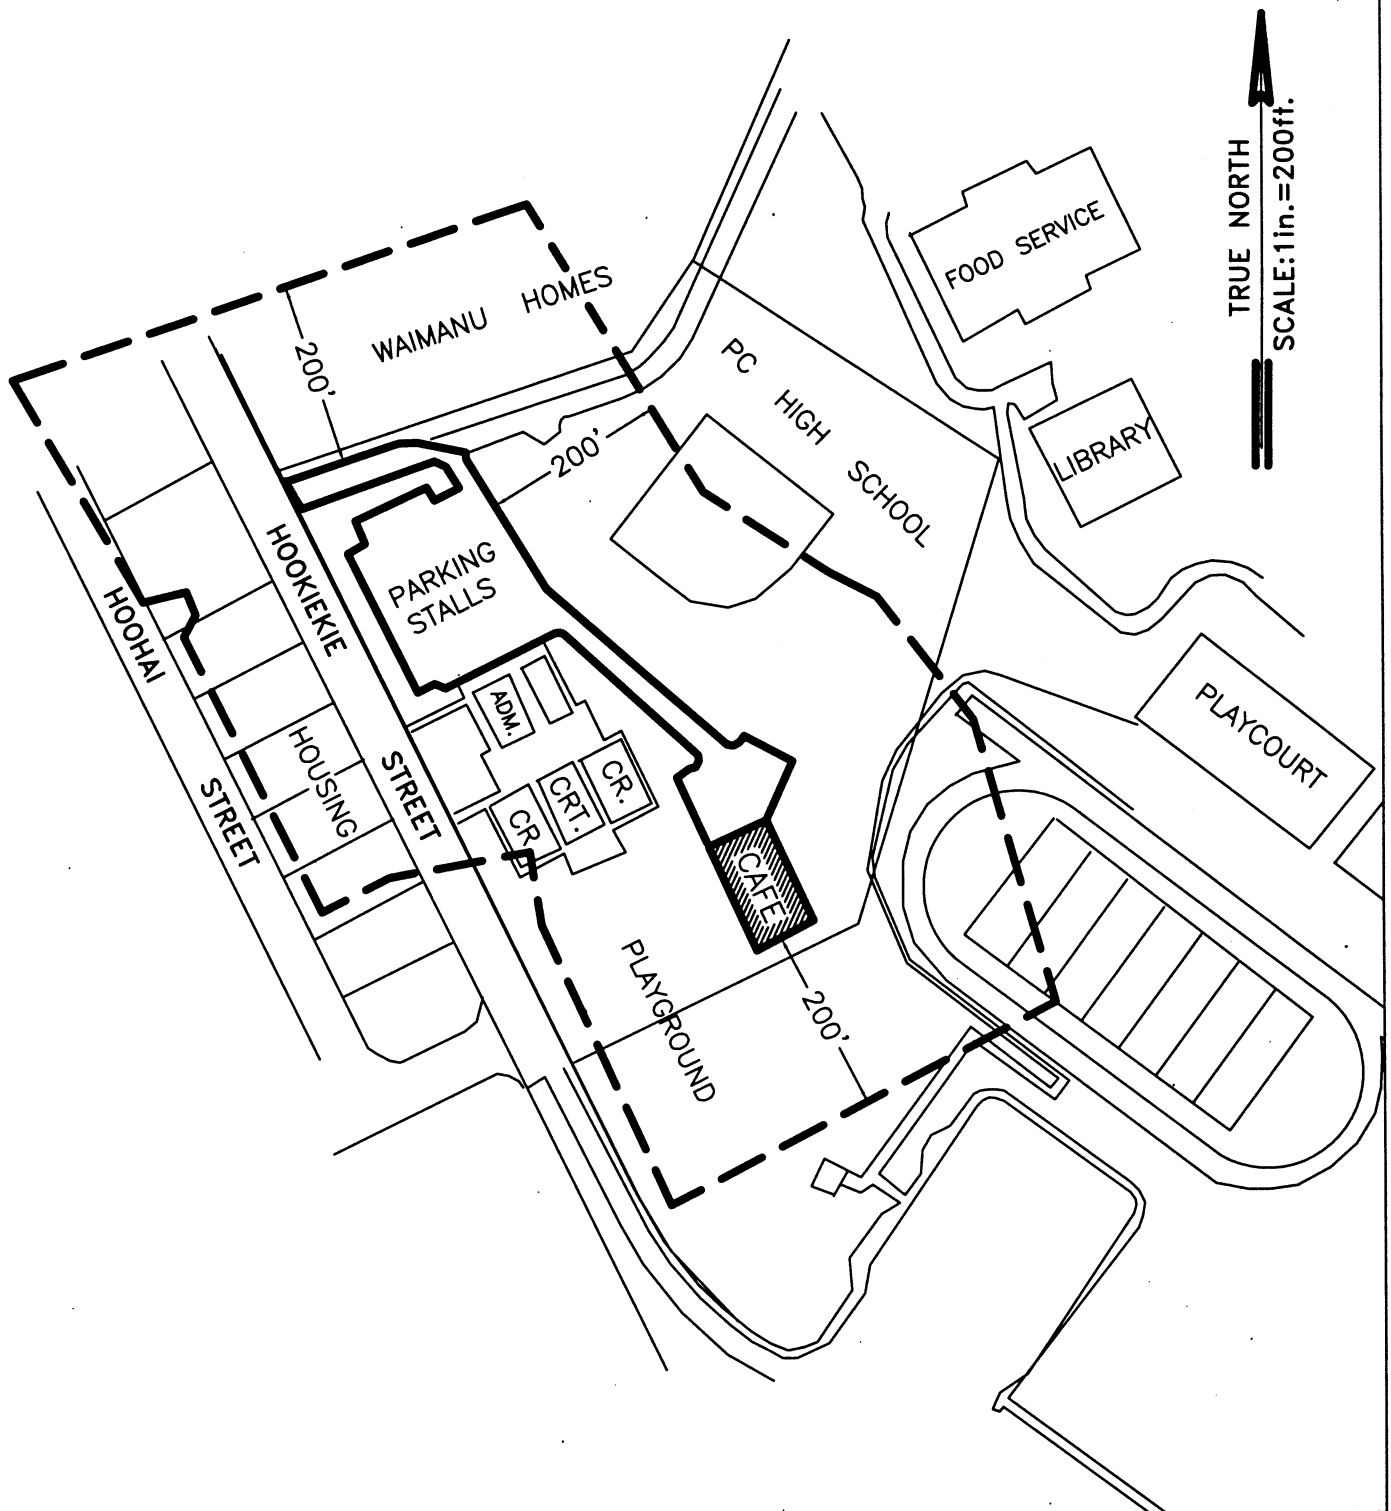 TRUE NORTH
SCALE:1in.=200ft.
FOOD SERVICE
WAIMANU HOMES
200'
PC HIGH SCHOOL
LIBRARY
200'
PARKING
STALLS
HOOKIEKIE
STREET
HOOHAI
STREET
HOUSING
ADM.
CR.
CRT.
CR.
PLAYCOURT
CAFE
PLAYGROUND
200'